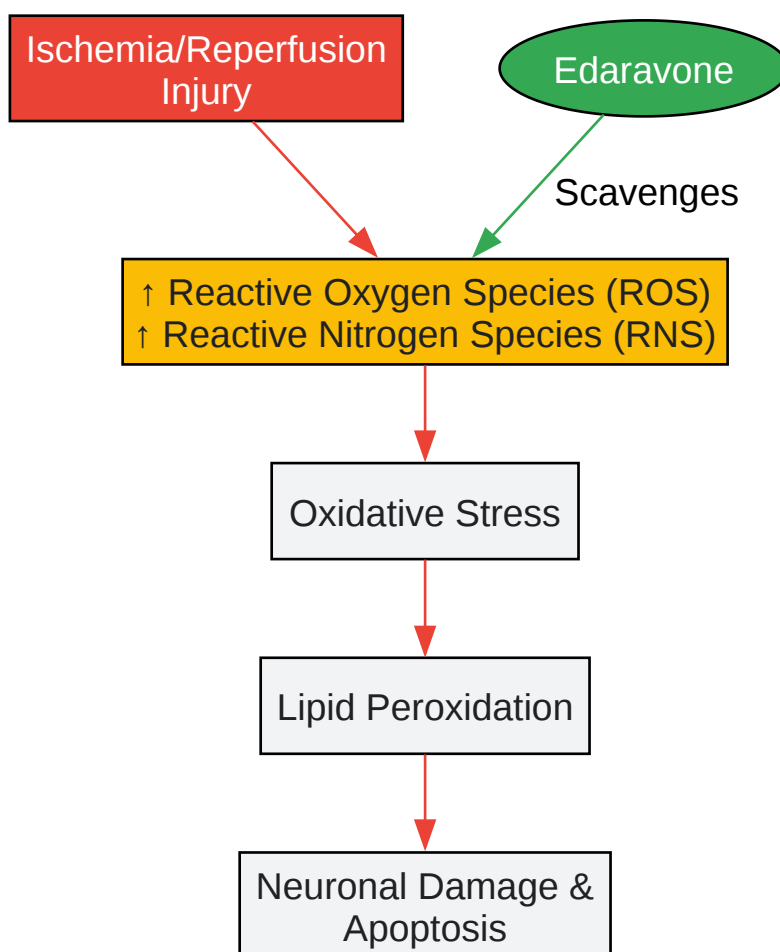 Ischemia/Reperfusion
Injury
Edaravone
Scavenges
↑ Reactive Oxygen Species (ROS)
↑ Reactive Nitrogen Species (RNS)
Oxidative Stress
Lipid Peroxidation
Neuronal Damage &
Apoptosis